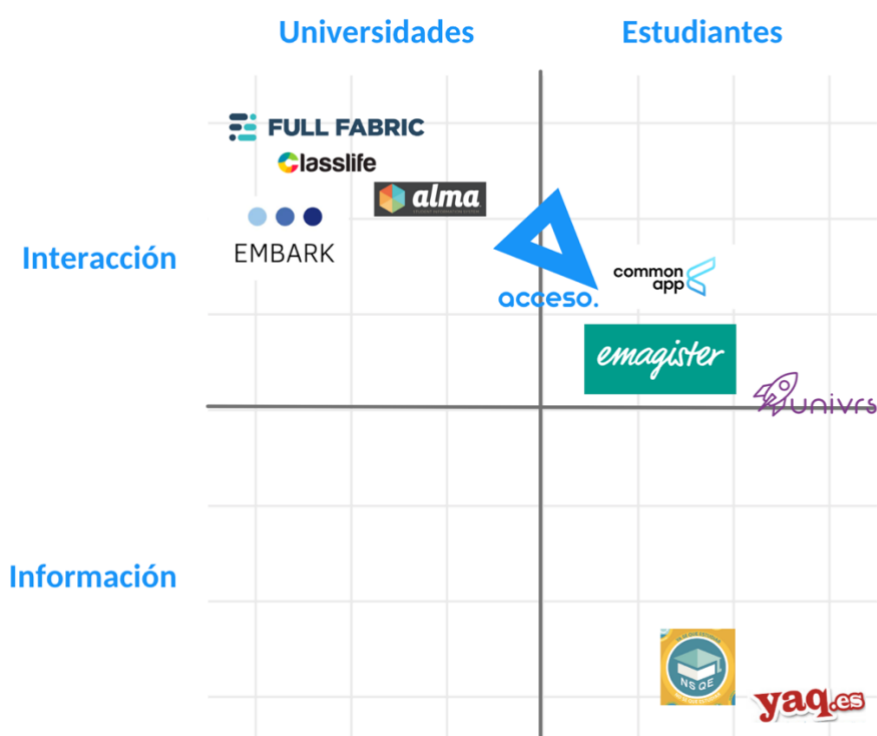 Universidades Estudiantes
FULL FABRIC
Classlife
alma
EMBARK
Interacción
common
app
acceso.
emagister
univrs
Información
NSQE
yaq.es